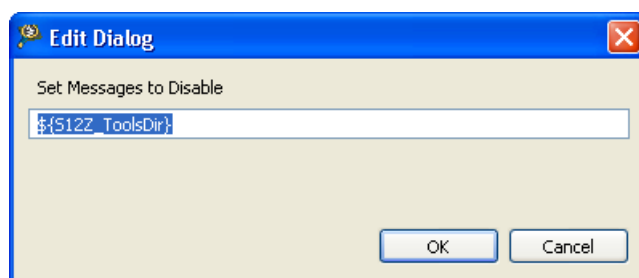 Edit Dialog
Set Messages to Disable
${S12Z_ToolsDir}
OK
Cancel